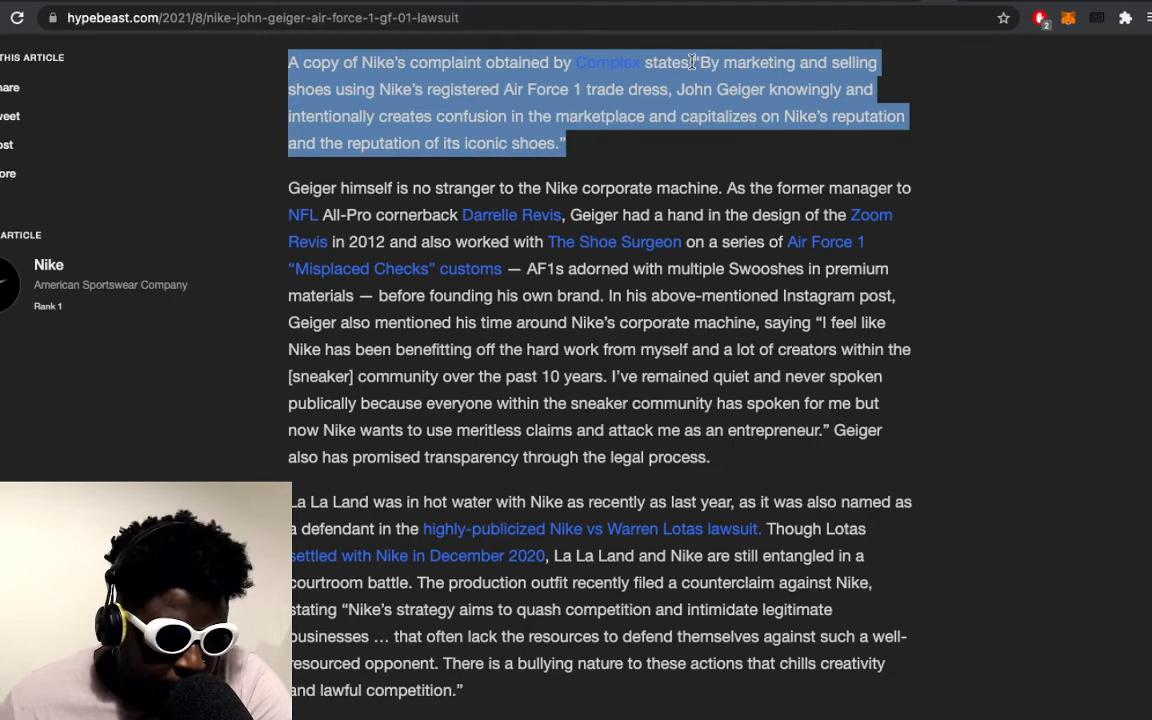 hypebeast.com/2021/8/nike-john-geiger-air-force-1-gf-01-lawsuit
2
THIS ARTICLE
hare
weet
ost
ore
ARTICLE
Nike
American Sportswear Company
Rank 1
A copy of Nike's complaint obtained by Complex states “By marketing and selling
shoes using Nike's registered Air Force 1 trade dress, John Geiger knowingly and
intentionally creates confusion in the marketplace and capitalizes on Nike's reputation
and the reputation of its iconic shoes.”
Geiger himself is no stranger to the Nike corporate machine. As the former manager to
NFL All-Pro cornerback Darrelle Revis, Geiger had a hand in the design of the Zoom
Revis in 2012 and also worked with The Shoe Surgeon on a series of Air Force 1
“Misplaced Checks” customs — AF1s adorned with multiple Swooshes in premium
materials — before founding his own brand. In his above-mentioned Instagram post,
Geiger also mentioned his time around Nike's corporate machine, saying “I feel like
Nike has been benefitting off the hard work from myself and a lot of creators within the
[sneaker] community over the past 10 years. I've remained quiet and never spoken
publically because everyone within the sneaker community has spoken for me but
now Nike wants to use meritless claims and attack me as an entrepreneur.” Geiger
also has promised transparency through the legal process.
La La Land was in hot water with Nike as recently as last year, as it was also named as
a defendant in the highly-publicized Nike vs Warren Lotas lawsuit. Though Lotas
settled with Nike in December 2020, La La Land and Nike are still entangled in a
courtroom battle. The production outfit recently filed a counterclaim against Nike,
stating “Nike's strategy aims to quash competition and intimidate legitimate
businesses … that often lack the resources to defend themselves against such a well-
resourced opponent. There is a bullying nature to these actions that chills creativity
and lawful competition.”